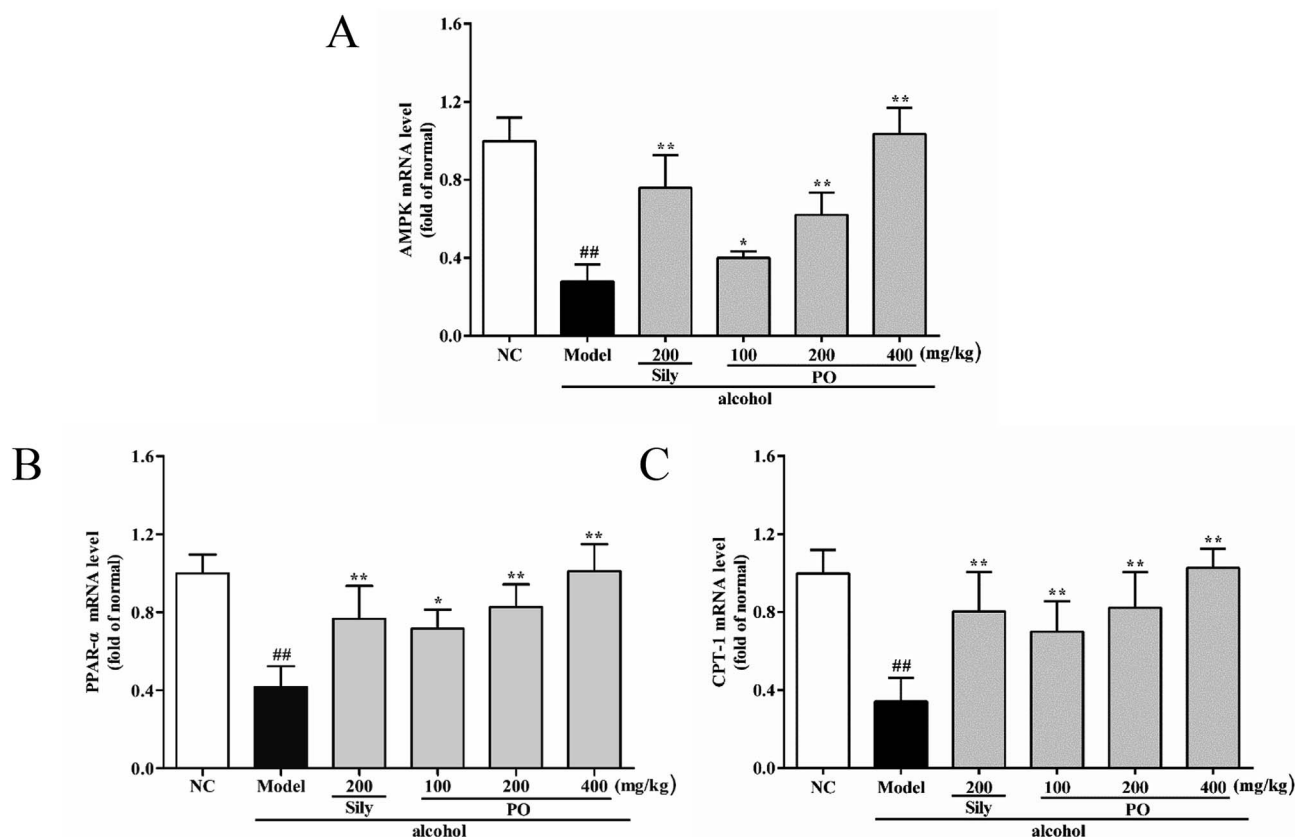 A
AMPK mRNA level
(fold of normal)
1.6
1.2
0.8
0.4
0.0
##
**
*
**
**
NC Model 200 100 200 400 (mg/kg)
Sily PO
alcohol
B
PPAR-α mRNA level
(fold of normal)
1.6
1.2
0.8
0.4
0.0
##
**
*
**
**
NC Model 200 100 200 400 (mg/kg)
Sily PO
alcohol
C
CPT-1 mRNA level
(fold of normal)
1.6
1.2
0.8
0.4
0.0
##
**
**
**
**
NC Model 200 100 200 400 (mg/kg)
Sily PO
alcohol